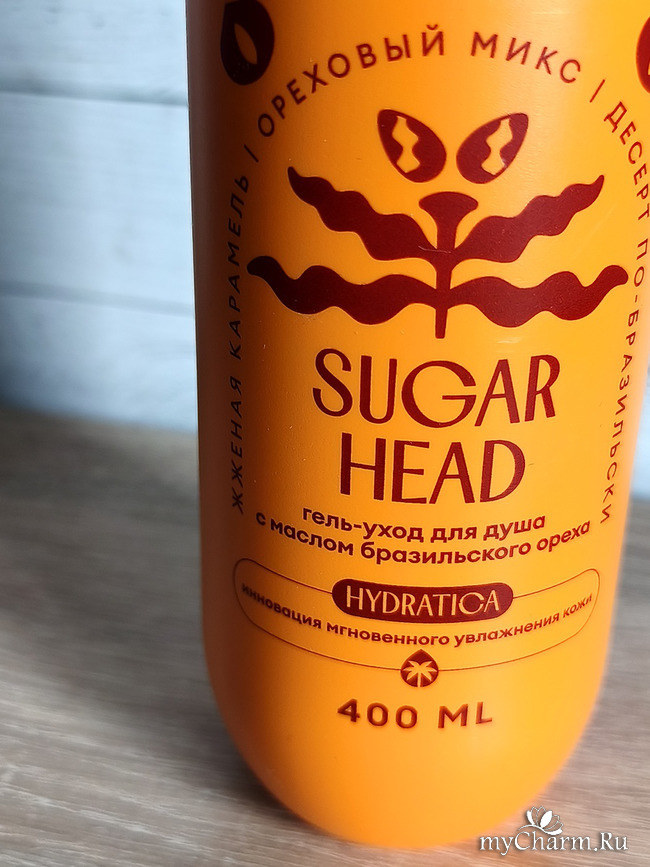 ЖЖЕНАЯ КАРАМЕЛЬ | ОРЕХОВЫЙ МИКС | ДЕСЕРТ ПО-БРАЗИЛЬСКИ
SUGAR
HEAD
гель-уход для душа
с маслом бразильского ореха
HYDRATICA
инновация мгновенного увлажнения кожи
400 ML
myCharm.Ru